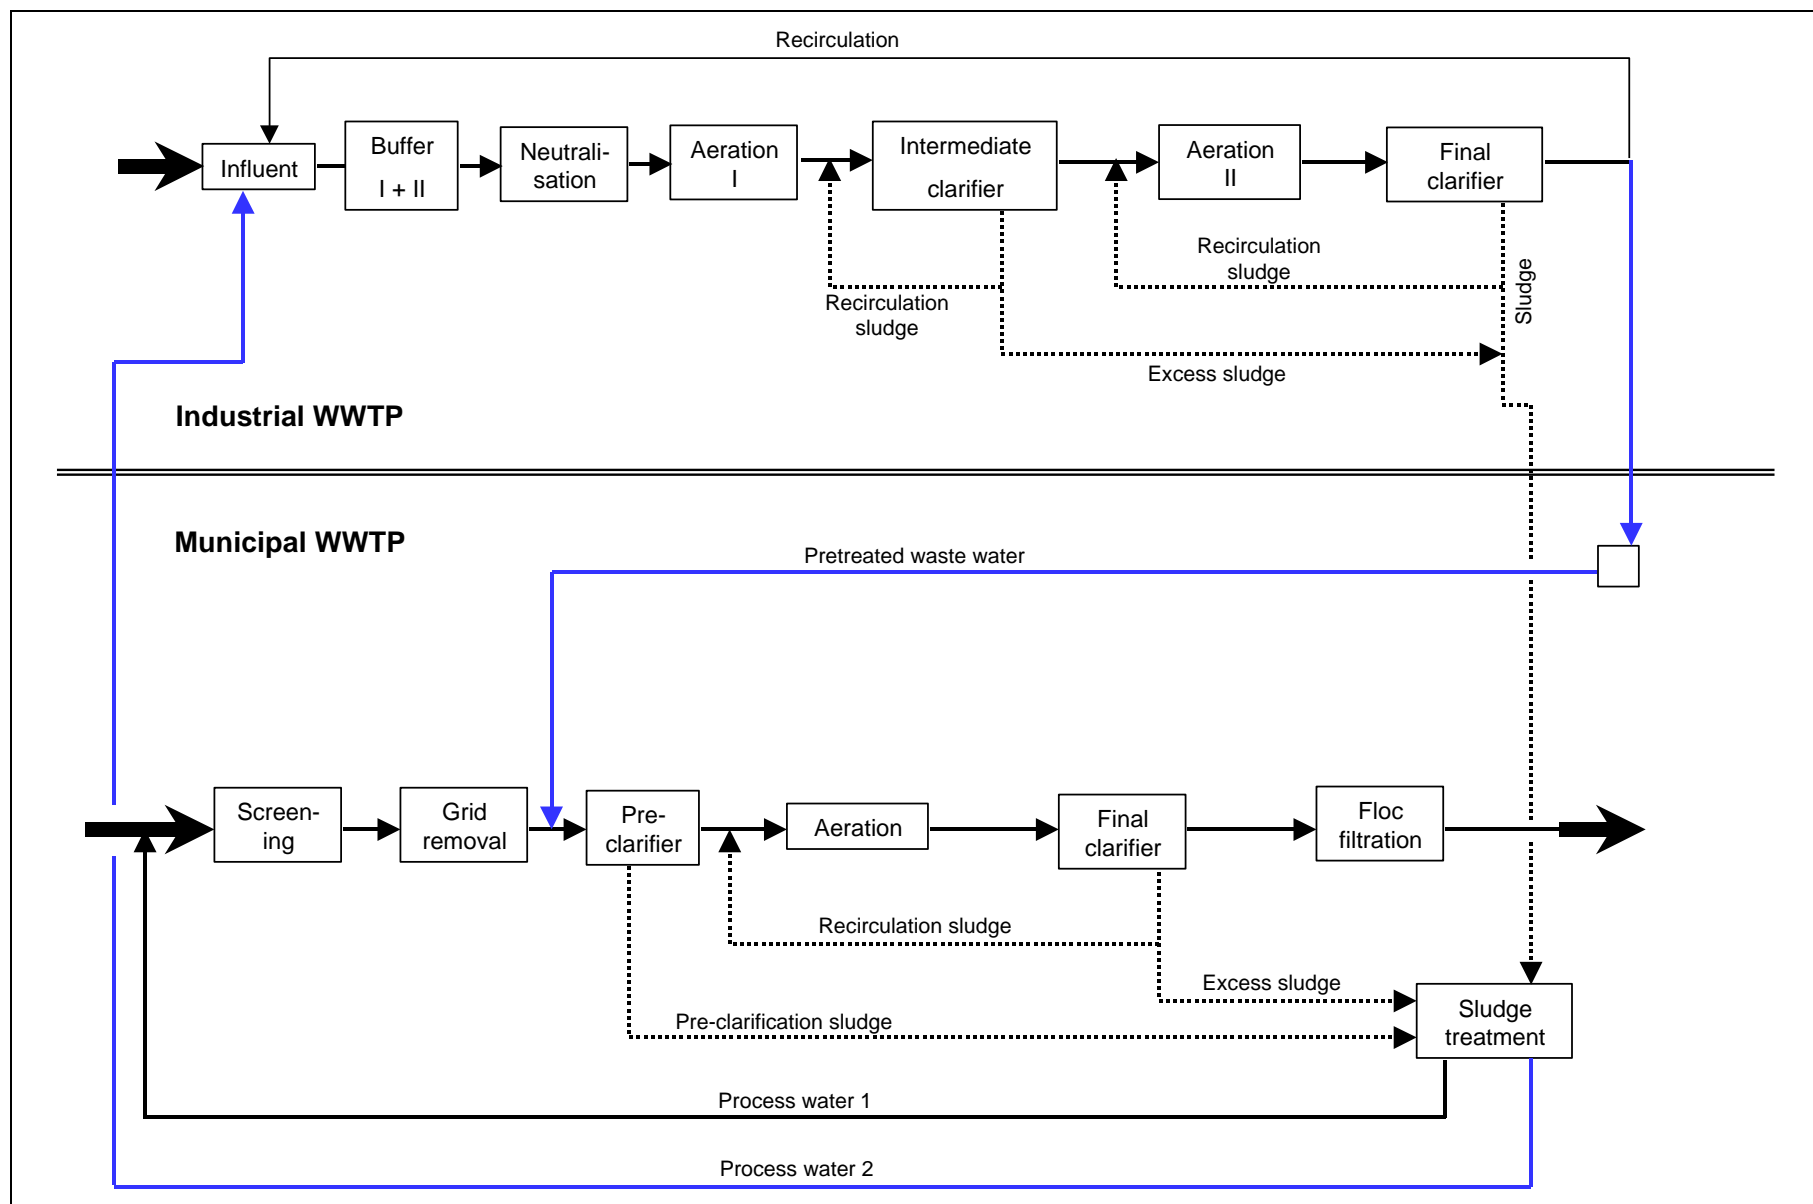 Recirculation
Influent
Buffer
I + II
Neutrali-
sation
Aeration
I
Intermediate
clarifier
Aeration
II
Final
clarifier
Recirculation
sludge
Recirculation
sludge
Sludge
Excess sludge
Industrial WWTP
Municipal WWTP
Pretreated waste water
Screen-
ing
Grid
removal
Pre-
clarifier
Aeration
Final
clarifier
Floc
filtration
Recirculation sludge
Excess sludge
Pre-clarification sludge
Sludge
treatment
Process water 1
Process water 2